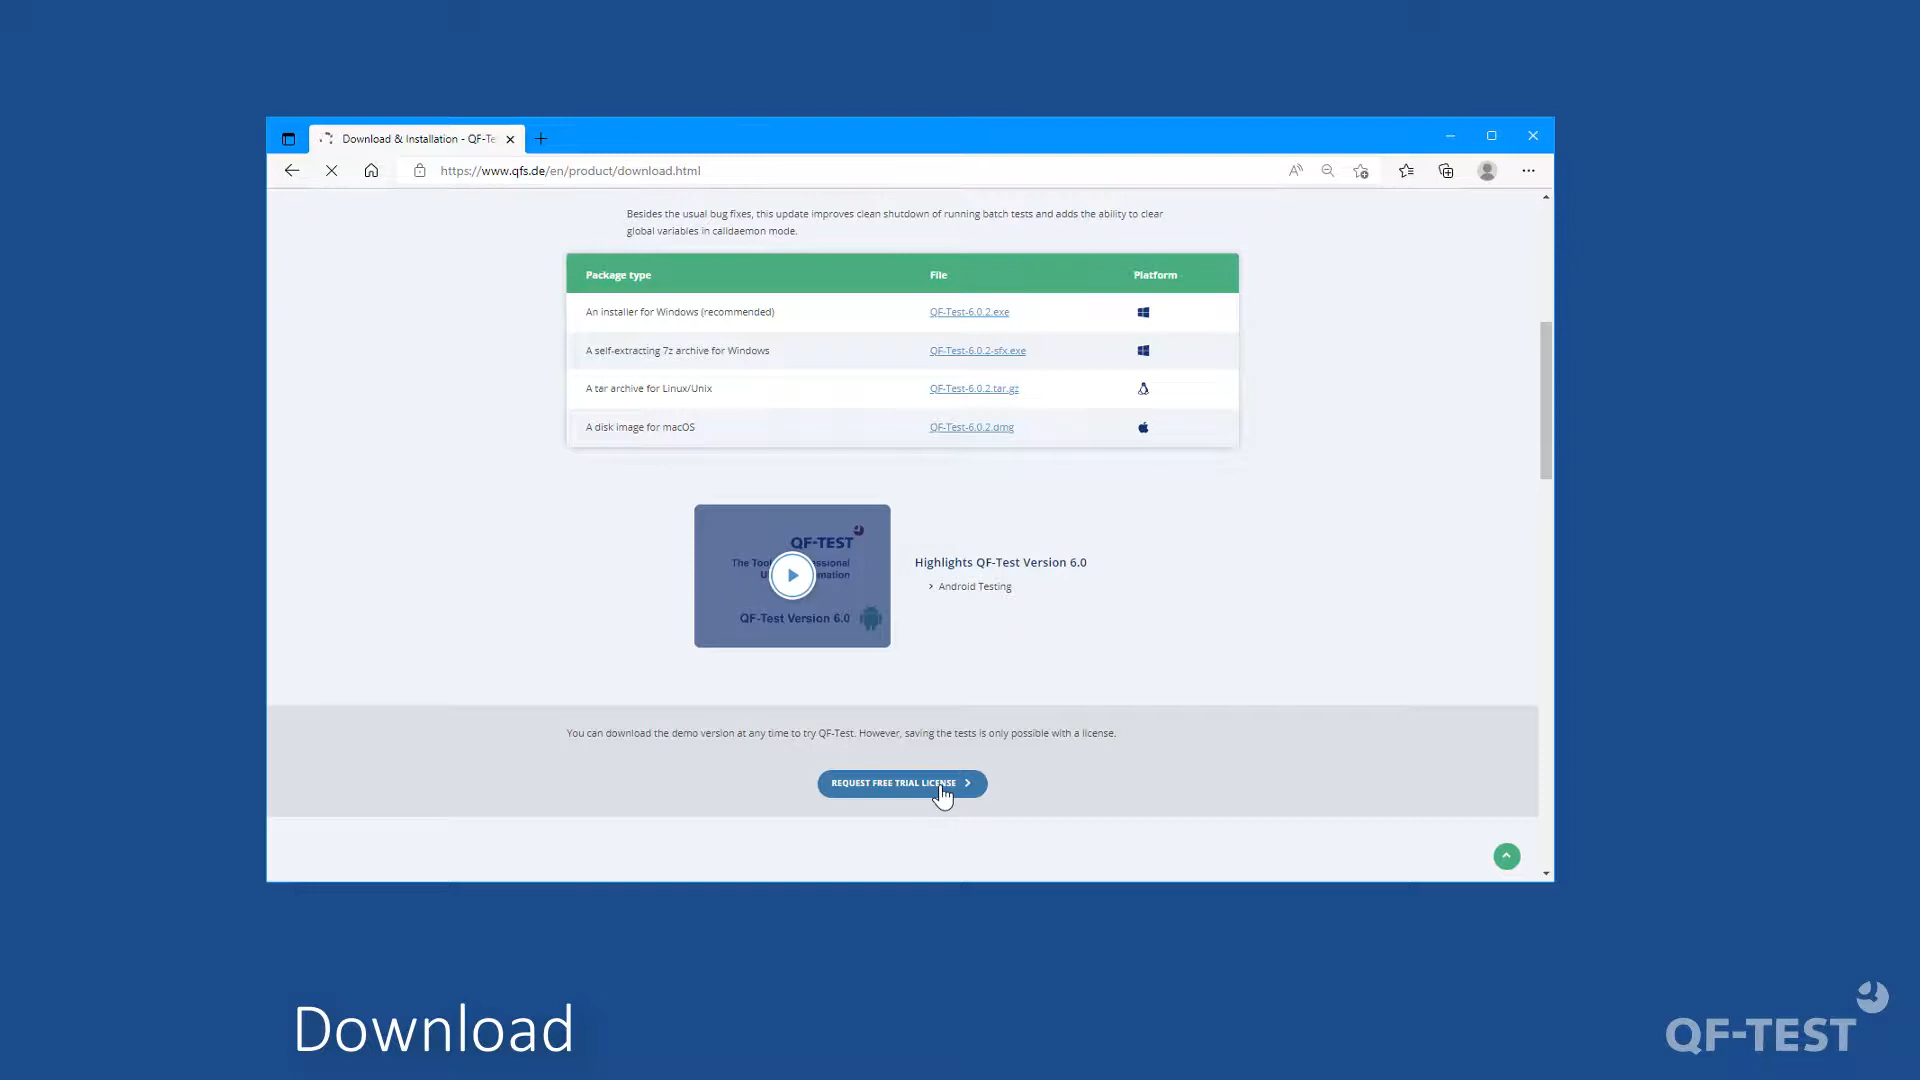 Download & Installation - QF-Te
https://www.qfs.de/en/product/download.html
Besides the usual bug fixes, this update improves clean shutdown of running batch tests and adds the ability to clear
global variables in calldaemon mode.
Package type File Platform
An installer for Windows (recommended) QF-Test-6.0.2.exe
A self-extracting 7z archive for Windows QF-Test-6.0.2-sfx.exe
A tar archive for Linux/Unix QF-Test-6.0.2.tar.gz
A disk image for macOS QF-Test-6.0.2.dmg
QF-TEST
The
QF-Test Version 6.0
Highlights QF-Test Version 6.0
Android Testing
You can download the demo version at any time to try QF-Test. However, saving the tests is only possible with a license.
REQUEST FREE TRIAL LICENSE
Download
QF-TEST